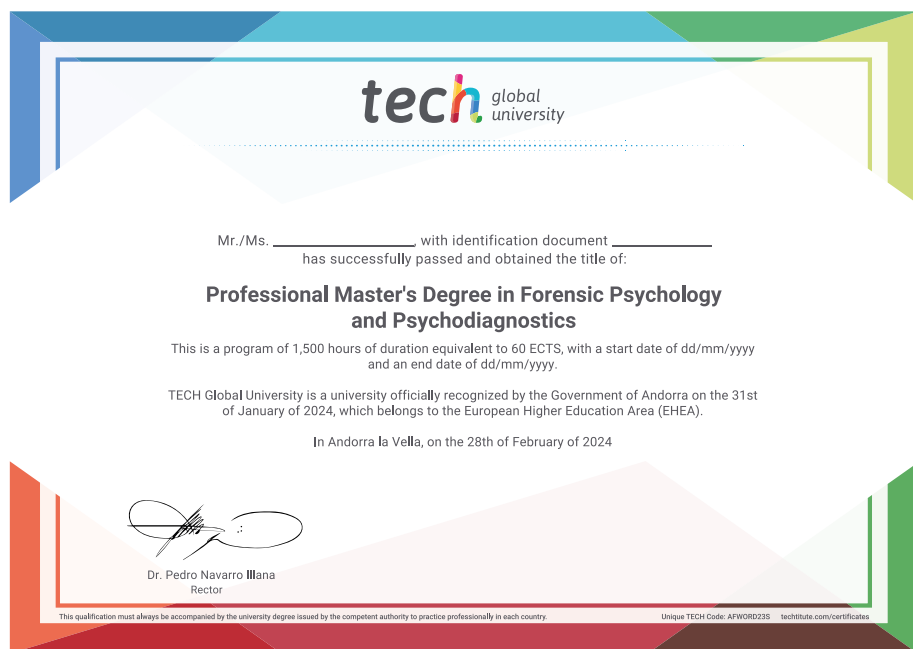 tech global
university
Mr./Ms. ____________, with identification document ____________
has successfully passed and obtained the title of:
Professional Master's Degree in Forensic Psychology
and Psychodiagnostics
This is a program of 1,500 hours of duration equivalent to 60 ECTS, with a start date of dd/mm/yyyy
and an end date of dd/mm/yyyy.
TECH Global University is a university officially recognized by the Government of Andorra on the 31st
of January of 2024, which belongs to the European Higher Education Area (EHEA).
In Andorra la Vella, on the 28th of February of 2024
Dr. Pedro Navarro Illana
Rector
This qualification must always be accompanied by the university degree issued by the competent authority to practice professionally in each country.
Unique TECH Code: AFWORD23S techtitute.com/certificates